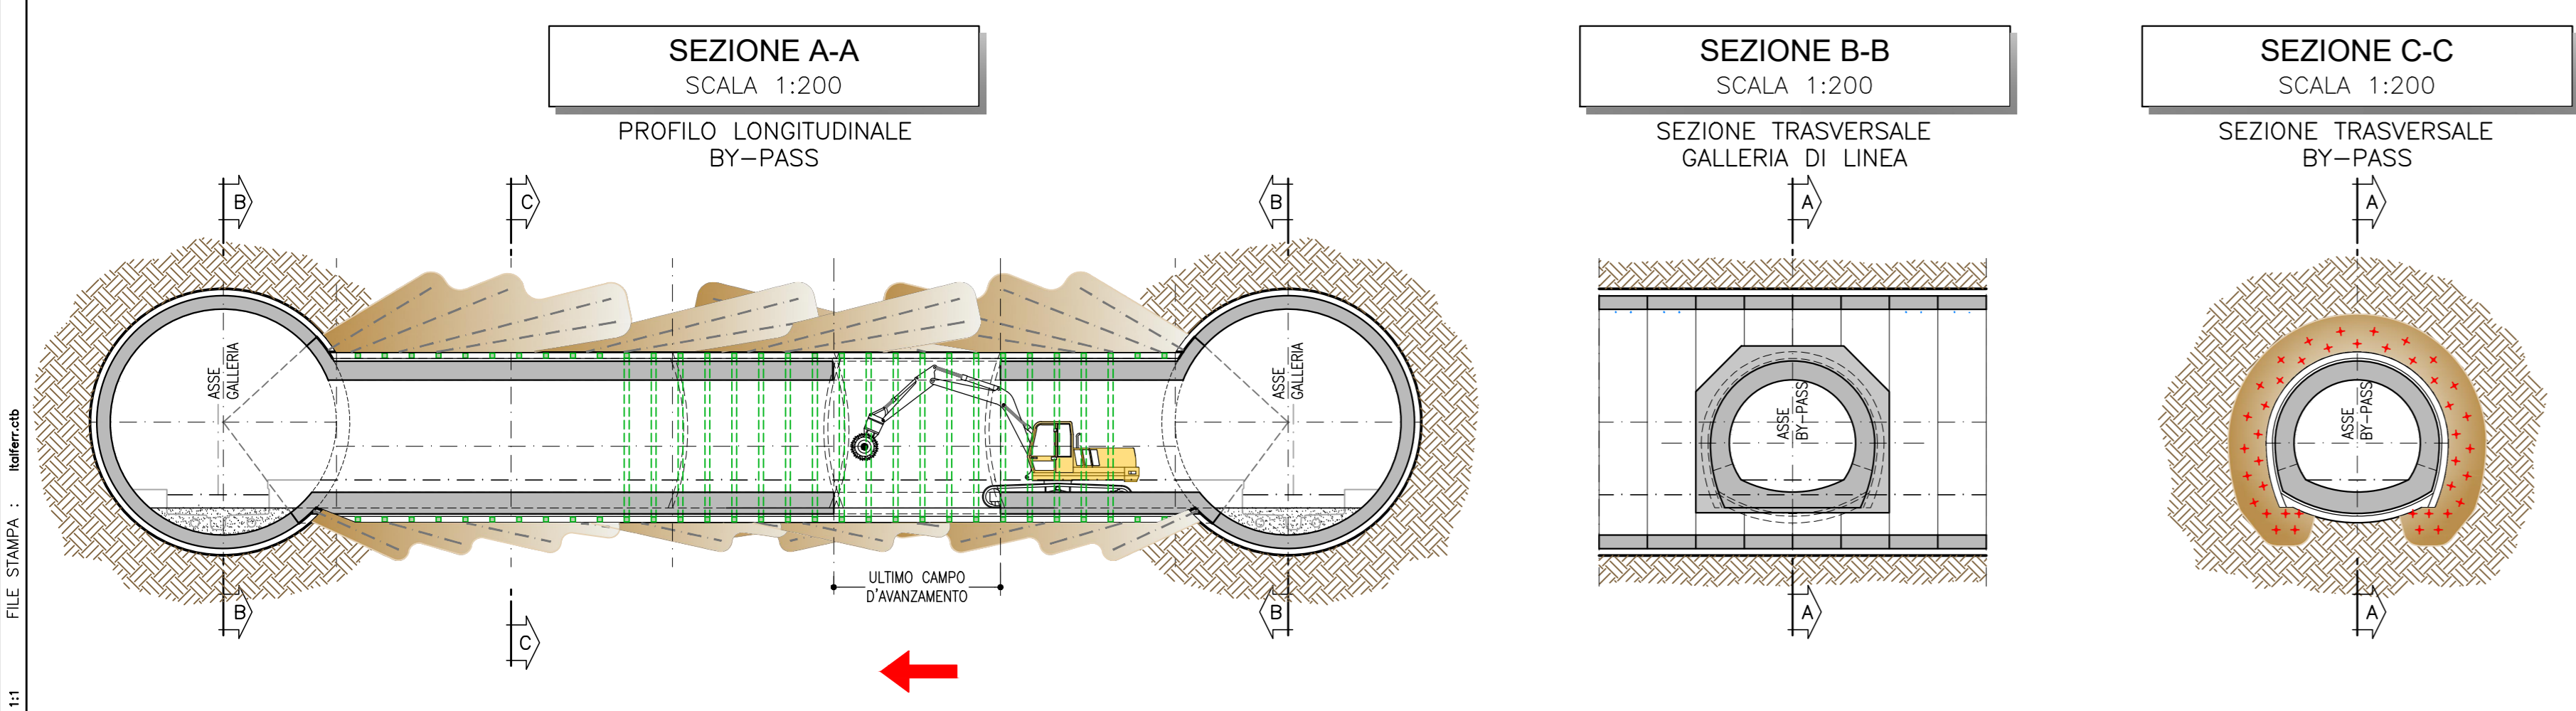 SEZIONE A-A
SCALA 1:200
PROFILO LONGITUDINALE
BY-PASS
B
C
B
ASSE
GALLERIA
ASSE
GALLERIA
ULTIMO CAMPO
D'AVANZAMENTO
B
C
B
SEZIONE B-B
SCALA 1:200
SEZIONE TRASVERSALE
GALLERIA DI LINEA
A
ASSE
BY-PASS
A
SEZIONE C-C
SCALA 1:200
SEZIONE TRASVERSALE
BY-PASS
A
ASSE
BY-PASS
A
1:1 FILE STAMPA : Italferr.ctb